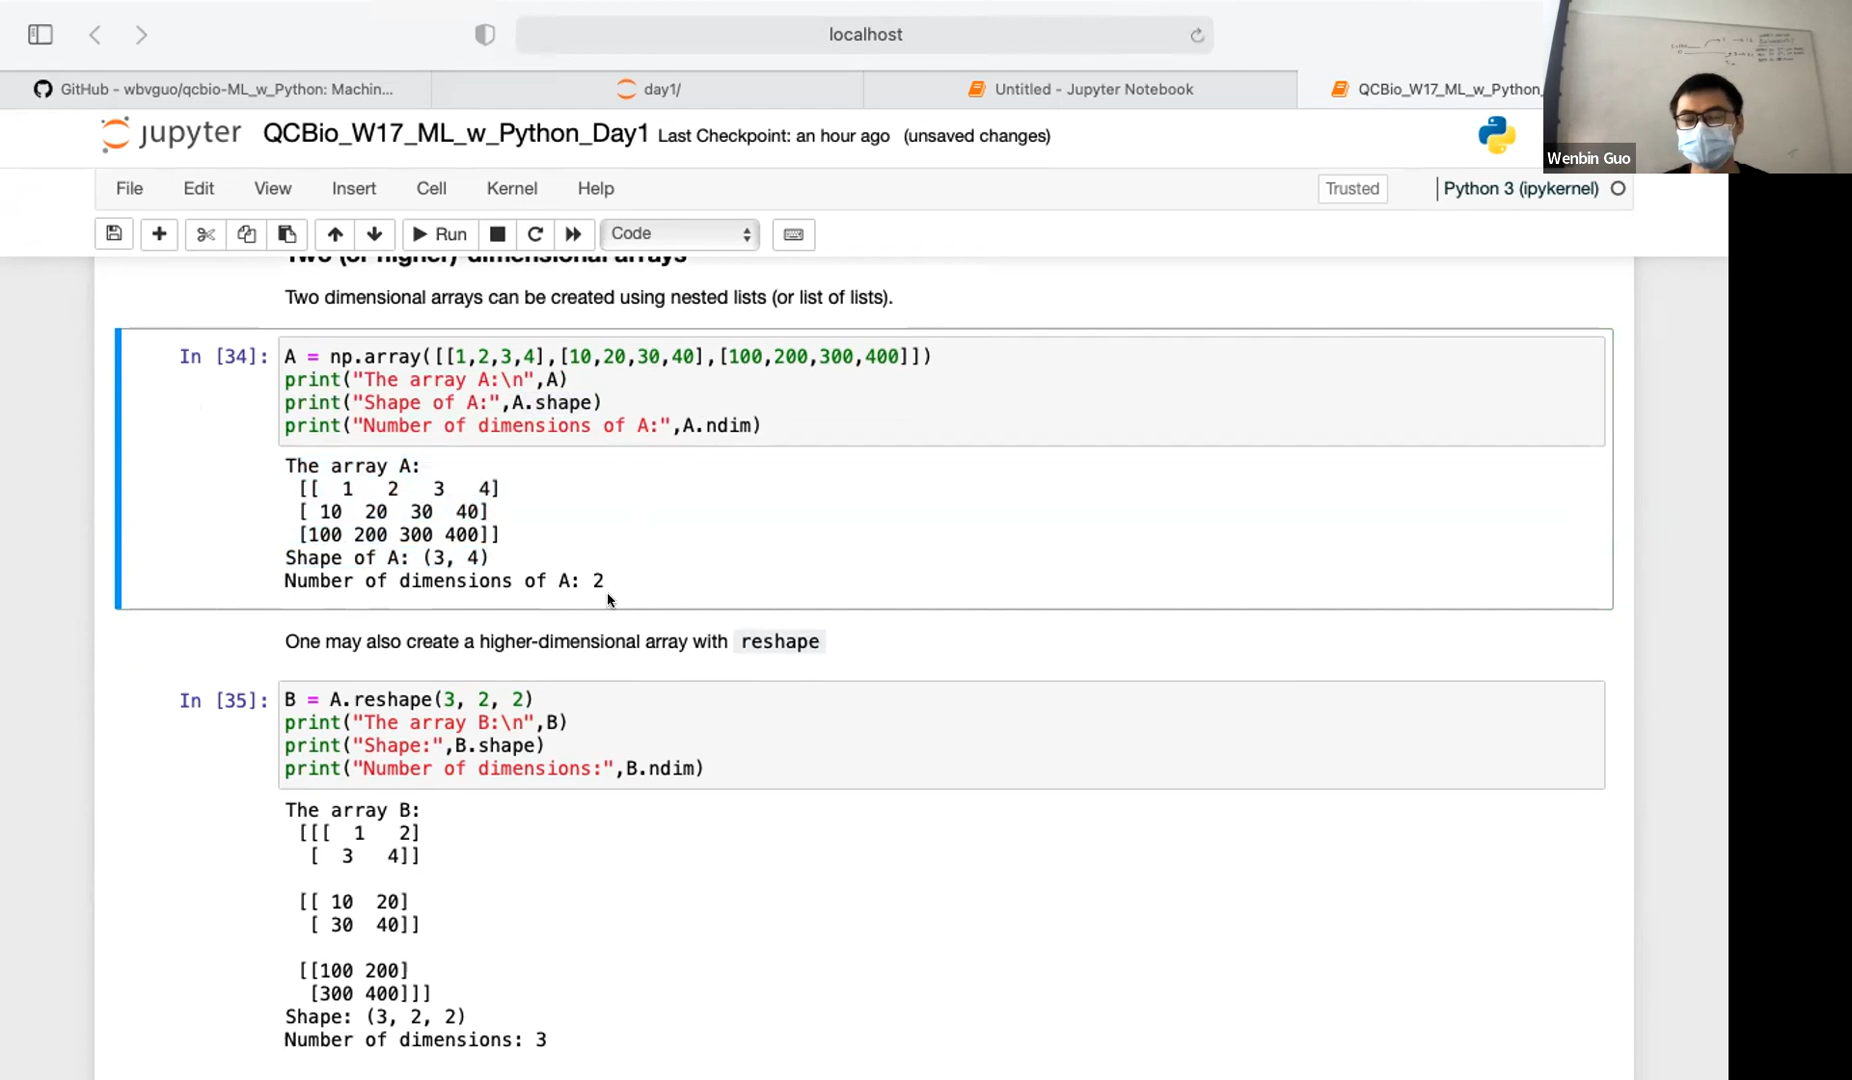 localhost
GitHub - wbvguo/qcbio-ML_w_Python: Machin...
day1/
Untitled - Jupyter Notebook
QCBio_W17_ML_w_Python_
Wenbin Guo
jupyter QCBio_W17_ML_w_Python_Day1 Last Checkpoint: an hour ago (unsaved changes)
File Edit View Insert Cell Kernel Help Trusted Python 3 (ipykernel)
Run Code
Two (or higher)-dimensional arrays
Two dimensional arrays can be created using nested lists (or list of lists).
In [34]: A = np.array([[1,2,3,4],[10,20,30,40],[100,200,300,400]])
print("The array A:\n",A)
print("Shape of A:",A.shape)
print("Number of dimensions of A:",A.ndim)
The array A:
[[  1   2   3   4]
[ 10  20  30  40]
[100 200 300 400]]
Shape of A: (3, 4)
Number of dimensions of A: 2
One may also create a higher-dimensional array with reshape
In [35]: B = A.reshape(3, 2, 2)
print("The array B:\n",B)
print("Shape:",B.shape)
print("Number of dimensions:",B.ndim)
The array B:
[[[  1   2]
[  3   4]]
[[ 10  20]
[ 30  40]]
[[100 200]
[300 400]]]
Shape: (3, 2, 2)
Number of dimensions: 3